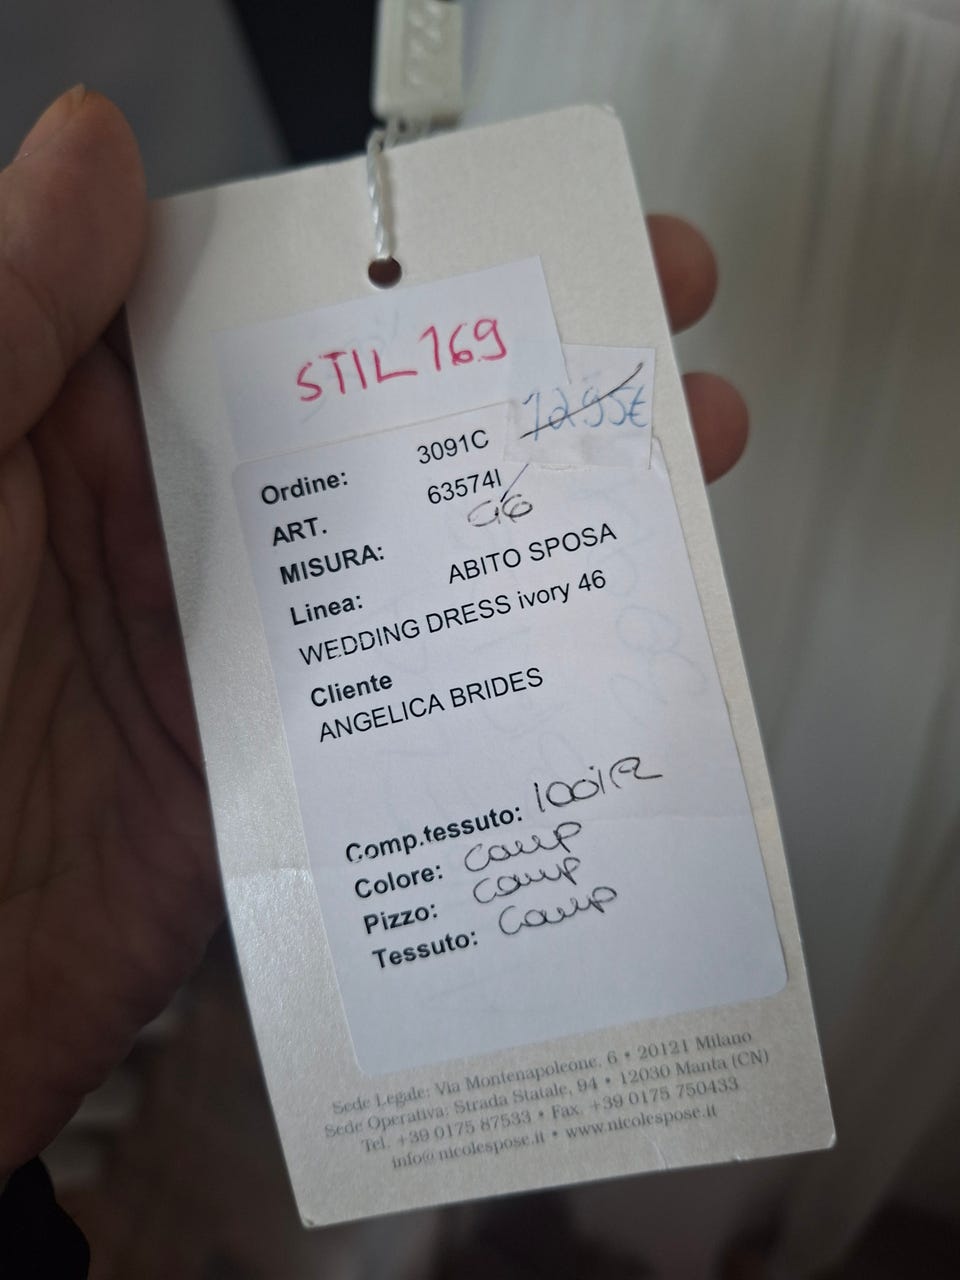 STIL 169
1295€
Ordine: 3091C
ART. 63574I
MISURA: 46
Linea: ABITO SPOSA
WEDDING DRESS ivory 46
Cliente
ANGELICA BRIDES
Comp.tessuto:
Colore: camp
Pizzo: camp
Tessuto: camp
Sede Legale: Via Montenapoleone, 6 • 20121 Milano
Sede Operativa: Strada Statale, 94 • 12030 Manta (CN)
Tel. +39 0175 87533 • Fax. +39 0175 750433
info@nicolespose.it • www.nicolespose.it